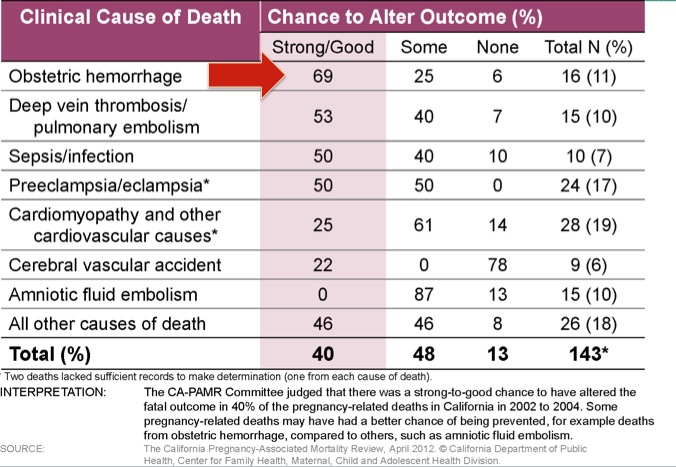 Clinical Cause of Death Chance to Alter Outcome (%)
Strong/Good Some None Total N (%)
Obstetric hemorrhage 69 25 6 16 (11)
Deep vein thrombosis/
pulmonary embolism 53 40 7 15 (10)
Sepsis/infection 50 40 10 10 (7)
Preeclampsia/eclampsia* 50 50 0 24 (17)
Cardiomyopathy and other
cardiovascular causes* 25 61 14 28 (19)
Cerebral vascular accident 22 0 78 9 (6)
Amniotic fluid embolism 0 87 13 15 (10)
All other causes of death 46 46 8 26 (18)
Total (%) 40 48 13 143*
* Two deaths lacked sufficient records to make determination (one from each cause of death).
INTERPRETATION: The CA-PAMR Committee judged that there was a strong-to-good chance to have altered the
fatal outcome in 40% of the pregnancy-related deaths in California in 2002 to 2004. Some
pregnancy-related deaths may have had a better chance of being prevented, for example deaths
from obstetric hemorrhage, compared to others, such as amniotic fluid embolism.
SOURCE: The California Pregnancy-Associated Mortality Review, April 2012. © California Department of Public
Health, Center for Family Health, Maternal, Child and Adolescent Health Division.